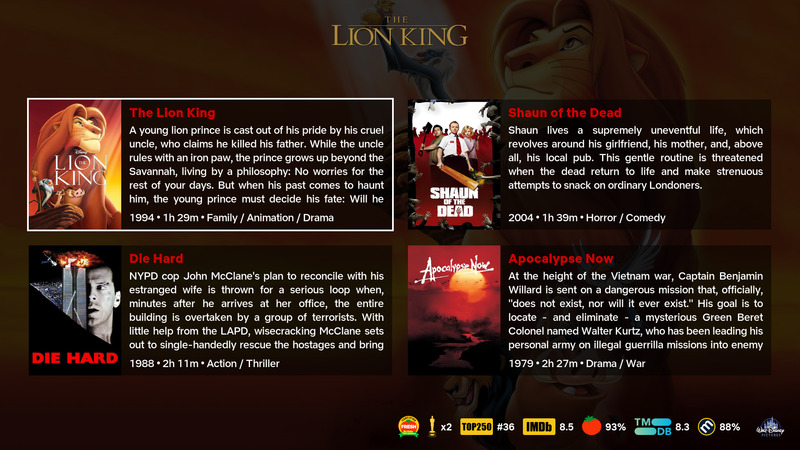 THE
LION KING
The Lion King
A young lion prince is cast out of his pride by his cruel
uncle, who claims he killed his father. While the uncle
rules with an iron paw, the prince grows up beyond the
Savannah, living by a philosophy: No worries for the
rest of your days. But when his past comes to haunt
him, the young prince must decide his fate: Will he
1994 • 1h 29m • Family / Animation / Drama
Disney
THE
LION
KING
Shaun of the Dead
Shaun lives a supremely uneventful life, which
revolves around his girlfriend, his mother, and, above
all, his local pub. This gentle routine is threatened
when the dead return to life and make strenuous
attempts to snack on ordinary Londoners.
2004 • 1h 39m • Horror / Comedy
SHAUN
OF THE
DEAD
Die Hard
NYPD cop John McClane's plan to reconcile with his
estranged wife is thrown for a serious loop when,
minutes after he arrives at her office, the entire
building is overtaken by a group of terrorists. With
little help from the LAPD, wisecracking McClane sets
out to single-handedly rescue the hostages and bring
1988 • 2h 11m • Action / Thriller
DIE HARD
Apocalypse Now
At the height of the Vietnam war, Captain Benjamin
Willard is sent on a dangerous mission that, officially,
"does not exist, nor will it ever exist." His goal is to
locate - and eliminate - a mysterious Green Beret
Colonel named Walter Kurtz, who has been leading his
personal army on illegal guerrilla missions into enemy
1979 • 2h 27m • Drama / War
Apocalypse Now
FRESH x2 TOP250 #36 IMDb 8.5 93% TMDB 8.3 88% Walt Disney
PICTURES